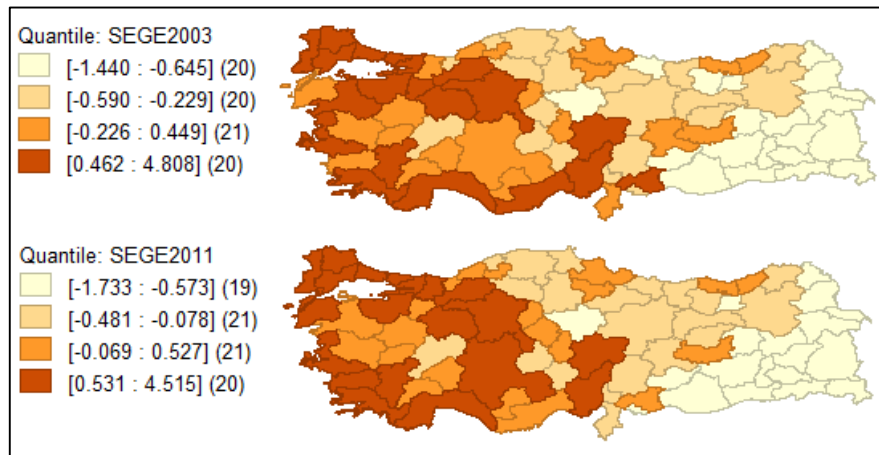 Quantile: SEGE2003
[-1.440 : -0.645] (20)
[-0.590 : -0.229] (20)
[-0.226 : 0.449] (21)
[0.462 : 4.808] (20)
Quantile: SEGE2011
[-1.733 : -0.573] (19)
[-0.481 : -0.078] (21)
[-0.069 : 0.527] (21)
[0.531 : 4.515] (20)